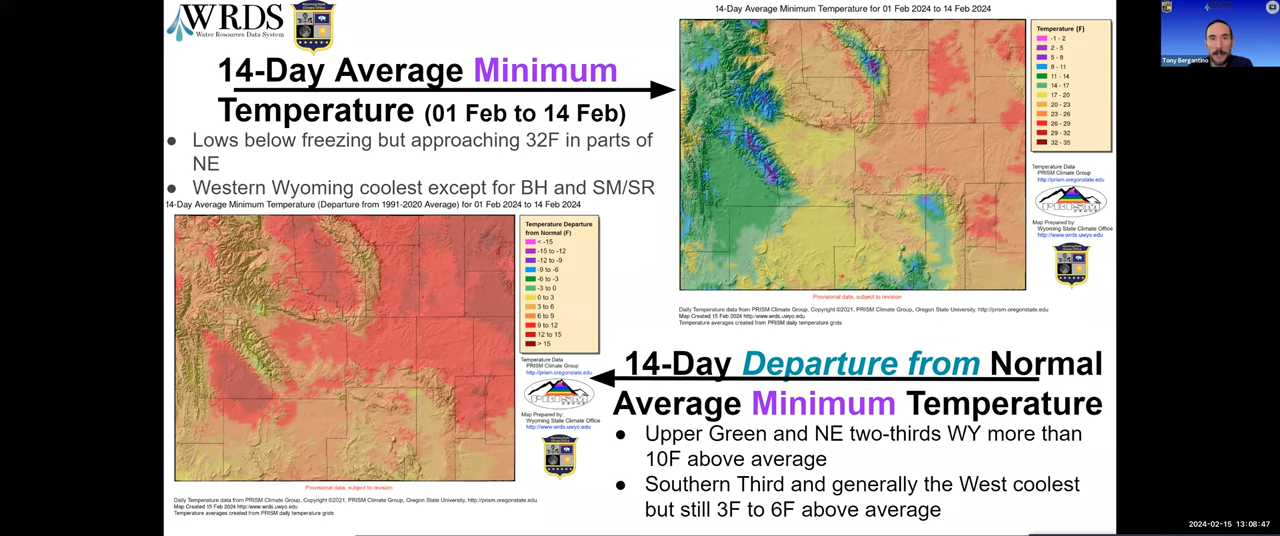 WRDS
Water Resources Data System
14-Day Average Minimum
Temperature (01 Feb to 14 Feb)
● Lows below freezing but approaching 32F in parts of
NE
● Western Wyoming coolest except for BH and SM/SR
14-Day Average Minimum Temperature (Departure from 1991-2020 Average) for 01 Feb 2024 to 14 Feb 2024
Temperature Departure
from Normal (F)
< -15
-15 to -12
-12 to -9
-9 to -6
-6 to -3
-3 to 0
0 to 3
3 to 6
6 to 9
9 to 12
12 to 15
> 15
Temperature Data
PRISM Climate Group
http://prism.oregonstate.edu
PRISM
GROUP
Map Prepared by:
Wyoming State Climate Office
http://www.wrds.uwyo.edu
Provisional data, subject to revision
Daily Temperature data from PRISM Climate Group, Copyright ©2021, PRISM Climate Group, Oregon State University, http://prism.oregonstate.edu
Map Created 15 Feb 2024 http:/www.wrds.uwyo.edu
Temperature averages created from PRISM daily temperature grids
14-Day Average Minimum Temperature for 01 Feb 2024 to 14 Feb 2024
Temperature (F)
-1 - 2
2 - 5
5 - 8
8 - 11
11 - 14
14 - 17
17 - 20
20 - 23
23 - 26
26 - 29
29 - 32
32 - 35
Temperature Data
PRISM Climate Group
http://prism.oregonstate.edu
PRISM
GROUP
Map Prepared by:
Wyoming State Climate Office
http://www.wrds.uwyo.edu
Provisional data, subject to revision
Daily Temperature data from PRISM Climate Group, Copyright ©2021, PRISM Climate Group, Oregon State University, http://prism.oregonstate.edu
Map Created 15 Feb 2024 http:/www.wrds.uwyo.edu
Temperature averages created from PRISM daily temperature grids
14-Day Departure from Normal
Average Minimum Temperature
● Upper Green and NE two-thirds WY more than
10F above average
● Southern Third and generally the West coolest
but still 3F to 6F above average
Tony Bergantino
2024-02-15 13:08:47